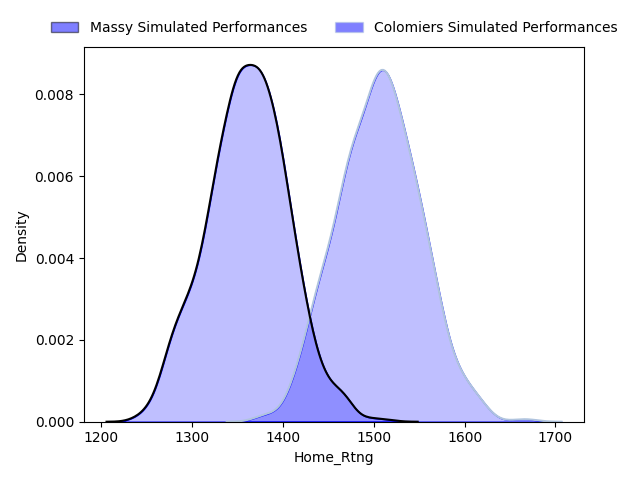 Massy Simulated Performances
Colomiers Simulated Performances
Density
0.008
0.006
0.004
0.002
0.000
1200 1300 1400 1500 1600 1700
Home_Rtng